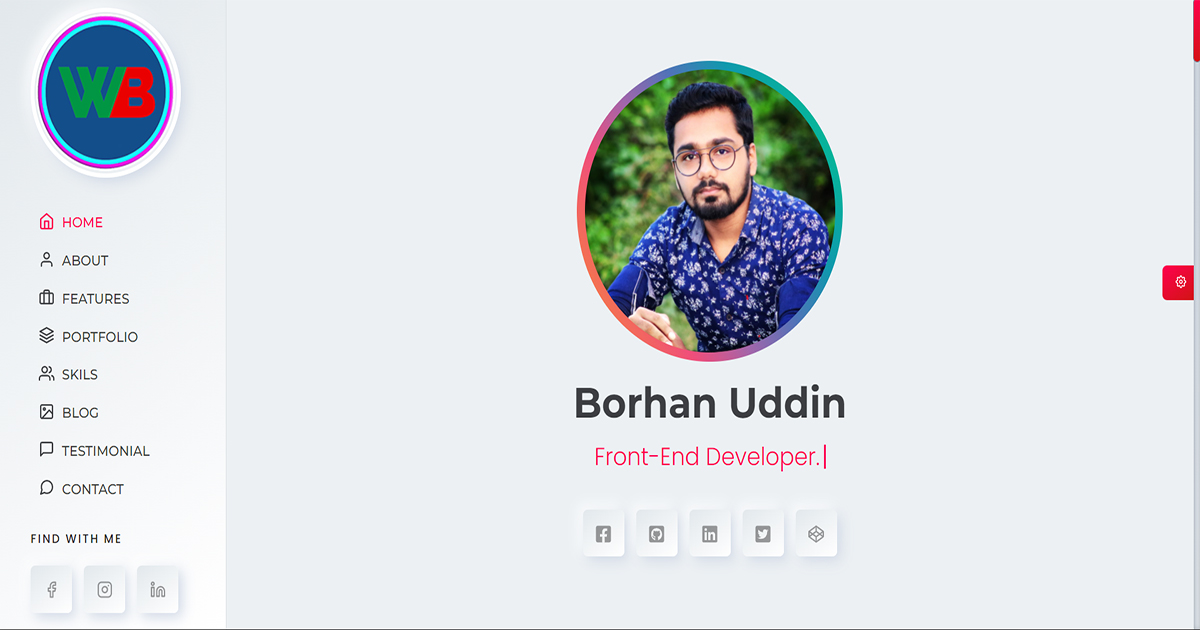 WB
HOME
ABOUT
FEATURES
PORTFOLIO
SKILS
BLOG
TESTIMONIAL
CONTACT
FIND WITH ME
Borhan Uddin
Front-End Developer.